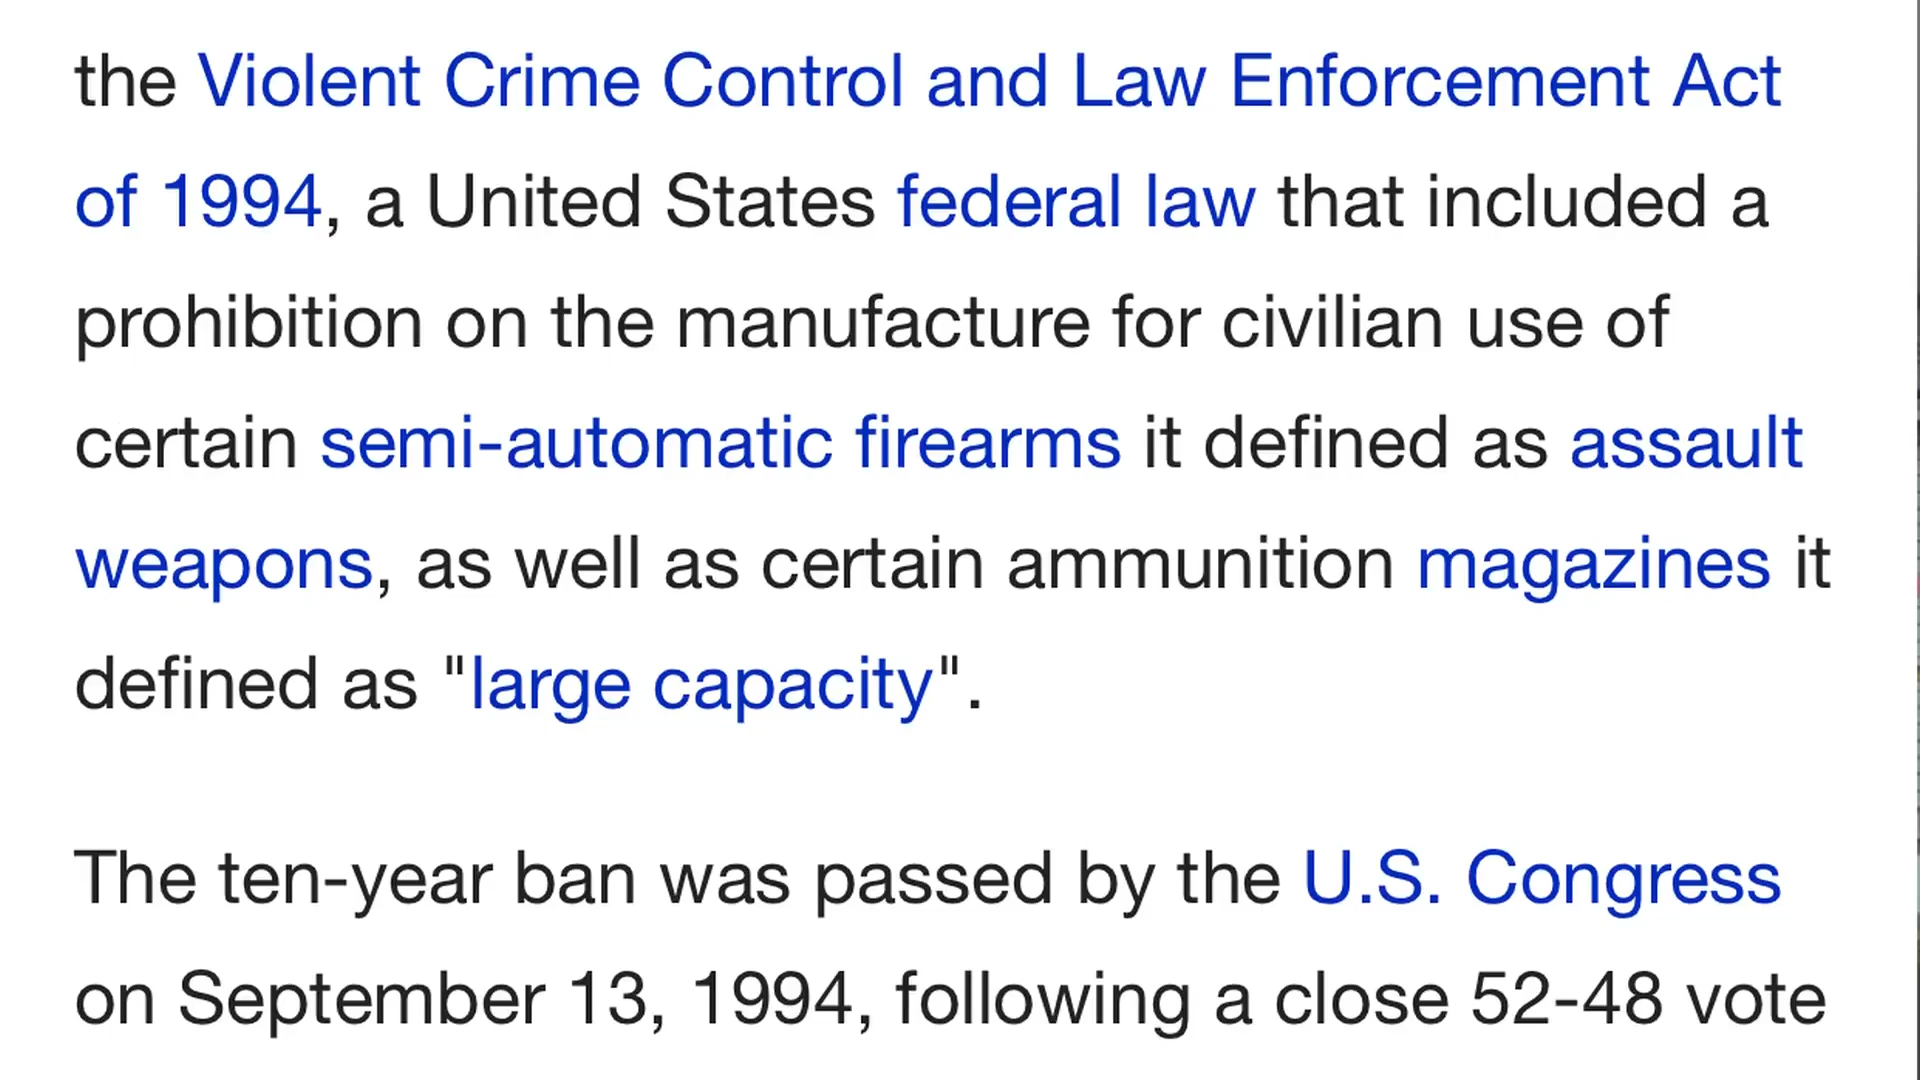 the Violent Crime Control and Law Enforcement Act
of 1994, a United States federal law that included a
prohibition on the manufacture for civilian use of
certain semi-automatic firearms it defined as assault
weapons, as well as certain ammunition magazines it
defined as "large capacity".
The ten-year ban was passed by the U.S. Congress
on September 13, 1994, following a close 52-48 vote